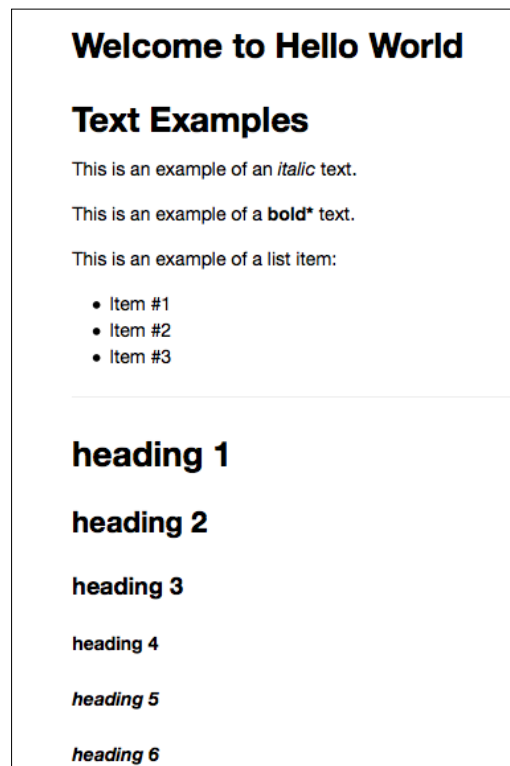 Welcome to Hello World
Text Examples
This is an example of an italic text.
This is an example of a bold* text.
This is an example of a list item:
• Item #1
• Item #2
• Item #3
heading 1
heading 2
heading 3
heading 4
heading 5
heading 6